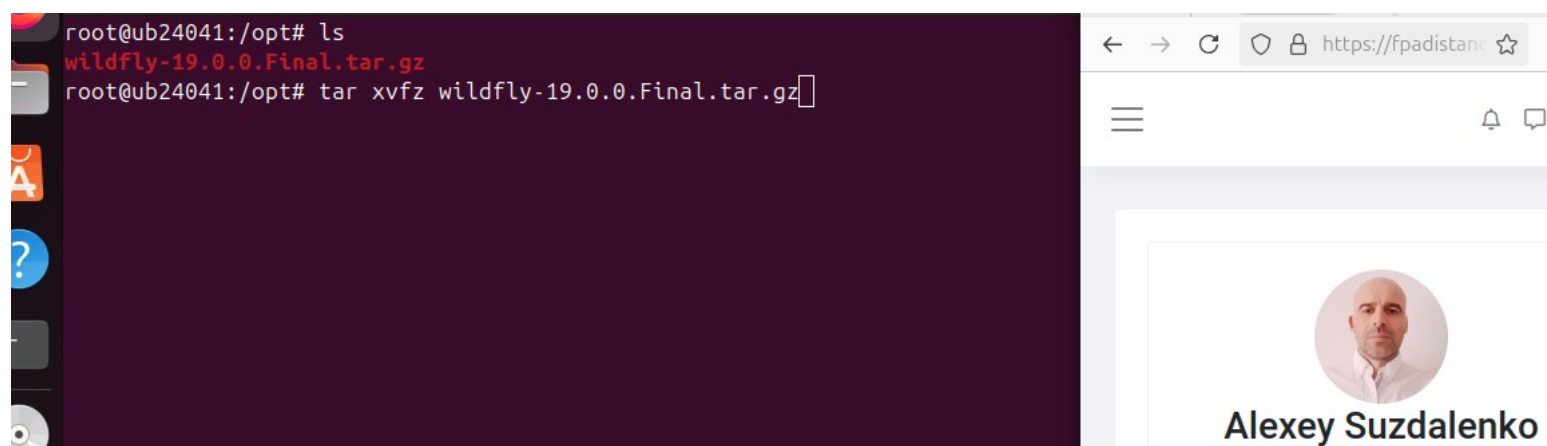 root@ub24041:/opt# ls
wildfly-19.0.0.Final.tar.gz
root@ub24041:/opt# tar xvfz wildfly-19.0.0.Final.tar.gz
https://fpadistanc
Alexey Suzdalenko